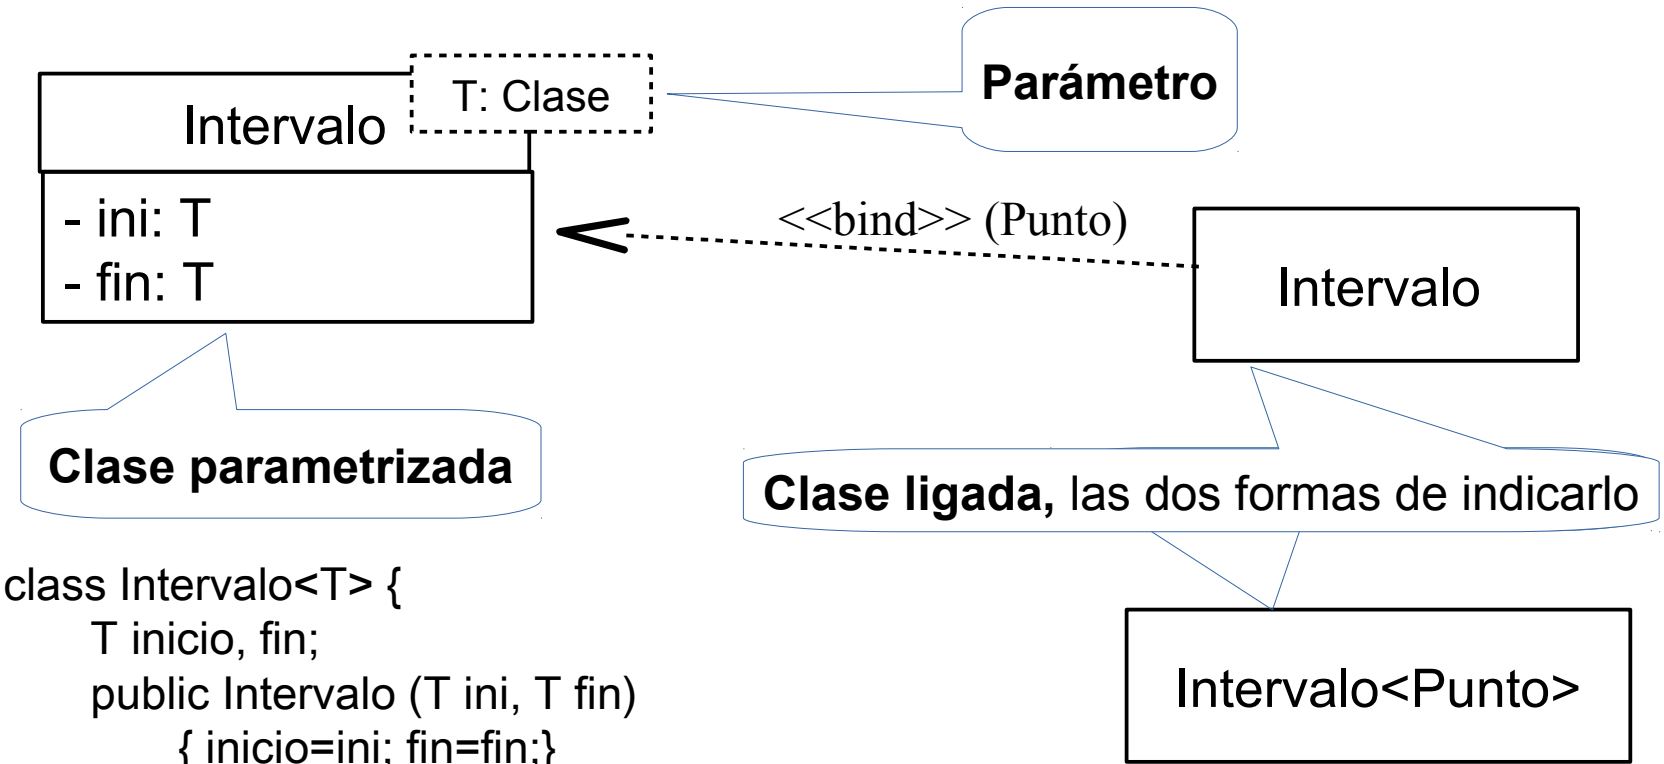 T: Clase
Parámetro
Intervalo
- ini: T
- fin: T
<<bind>> (Punto)
Intervalo
Clase parametrizada
Clase ligada, las dos formas de indicarlo
class Intervalo<T> {
T inicio, fin;
public Intervalo (T ini, T fin)
{ inicio=ini; fin=fin;}
Intervalo<Punto>